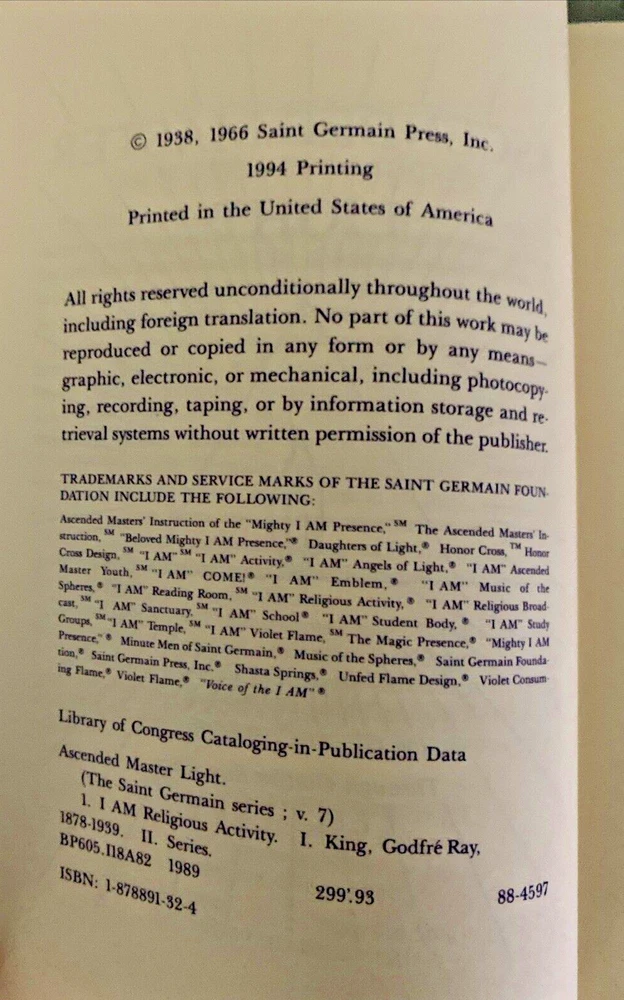 © 1938, 1966 Saint Germain Press, Inc.
1994 Printing
Printed in the United States of America
All rights reserved unconditionally throughout the world,
including foreign translation. No part of this work may be
reproduced or copied in any form or by any means—
graphic, electronic, or mechanical, including photocopy-
ing, recording, taping, or by information storage and re-
trieval systems without written permission of the publisher.
TRADEMARKS AND SERVICE MARKS OF THE SAINT GERMAIN FOUN-
DATION INCLUDE THE FOLLOWING:
Ascended Masters' Instruction of the "Mighty I AM Presence," ℠ The Ascended Masters' In-
struction, ℠ "Beloved Mighty I AM Presence,"® Daughters of Light,® Honor Cross, ™ Honor
Cross Design, ℠ "I AM" ℠ "I AM" Activity,® "I AM" Angels of Light,® "I AM" Ascended
Master Youth, ℠ "I AM" COME!® "I AM" Emblem,® "I AM" Music of the
Spheres,® "I AM" Reading Room, ℠ "I AM" Religious Activity,® "I AM" Religious Broad-
cast, ℠ "I AM" Sanctuary, ℠ "I AM" School® "I AM" Student Body,® "I AM" Study
Groups, ℠ "I AM" Temple, ℠ "I AM" Violet Flame, ℠ The Magic Presence,® "Mighty I AM
Presence,"® Minute Men of Saint Germain,® Music of the Spheres,® Saint Germain Founda-
tion,® Saint Germain Press, Inc.® Shasta Springs,® Unfed Flame Design,® Violet Consum-
ing Flame,® Violet Flame,® "Voice of the I AM"®
Library of Congress Cataloging-in-Publication Data
Ascended Master Light.
(The Saint Germain series ; v. 7)
1. I AM Religious Activity. I. King, Godfré Ray,
1878-1939. II. Series.
BP605.I18A82 1989
299'.93 88-4597
ISBN: 1-878891-32-4